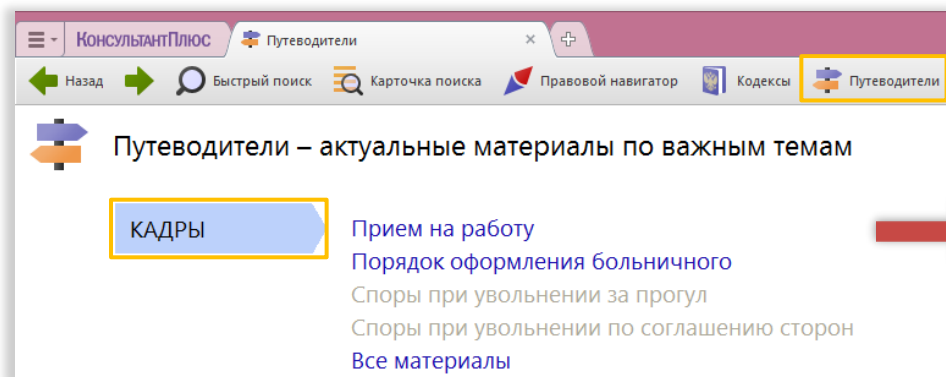 КОНСУЛЬТАНТПЛЮС Путеводители
Назад Быстрый поиск Карточка поиска Правовой навигатор Кодексы Путеводители
Путеводители – актуальные материалы по важным темам
КАДРЫ Прием на работу
Порядок оформления больничного
Споры при увольнении за прогул
Споры при увольнении по соглашению сторон
Все материалы